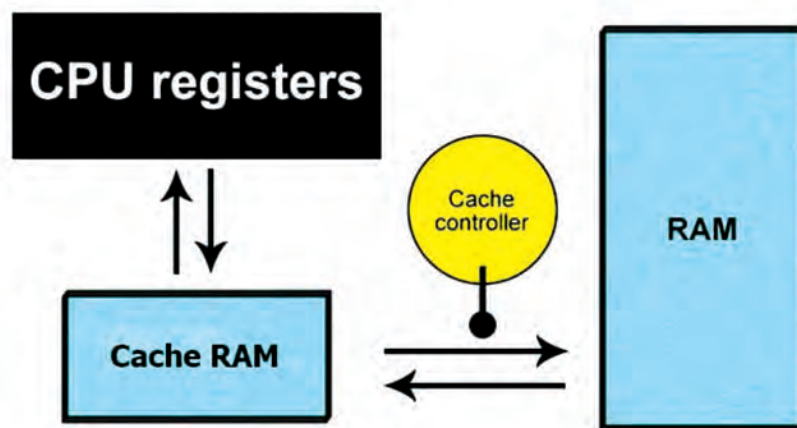 CPU registers
Cache
controller
RAM
Cache RAM